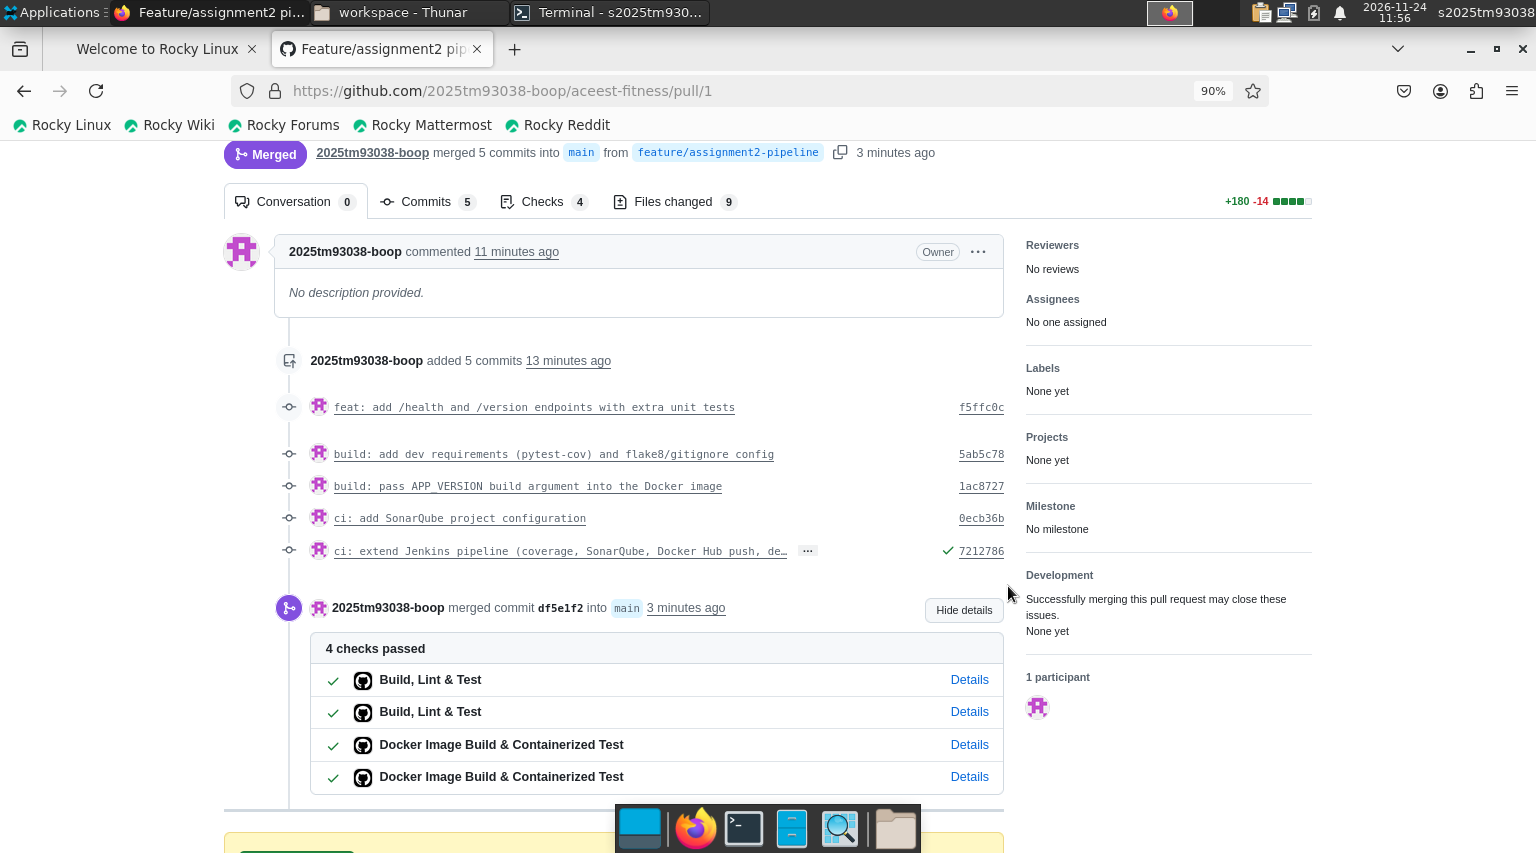 Applications
Feature/assignment2 pi...
workspace - Thunar
Terminal - s2025tm930...
2026-11-24
11:56
s2025tm93038
Welcome to Rocky Linux
Feature/assignment2 pip
https://github.com/2025tm93038-boop/aceest-fitness/pull/1
90%
Rocky Linux
Rocky Wiki
Rocky Forums
Rocky Mattermost
Rocky Reddit
Merged
2025tm93038-boop merged 5 commits into main from feature/assignment2-pipeline 3 minutes ago
Conversation 0
Commits 5
Checks 4
Files changed 9
+180 -14
2025tm93038-boop commented 11 minutes ago
Owner
No description provided.
2025tm93038-boop added 5 commits 13 minutes ago
feat: add /health and /version endpoints with extra unit tests f5ffc0c
build: add dev requirements (pytest-cov) and flake8/gitignore config 5ab5c78
build: pass APP_VERSION build argument into the Docker image 1ac8727
ci: add SonarQube project configuration 0ecb36b
ci: extend Jenkins pipeline (coverage, SonarQube, Docker Hub push, de… ... 7212786
2025tm93038-boop merged commit df5e1f2 into main 3 minutes ago
Hide details
4 checks passed
Build, Lint & Test Details
Build, Lint & Test Details
Docker Image Build & Containerized Test Details
Docker Image Build & Containerized Test Details
Reviewers
No reviews
Assignees
No one assigned
Labels
None yet
Projects
None yet
Milestone
No milestone
Development
Successfully merging this pull request may close these
issues.
None yet
1 participant